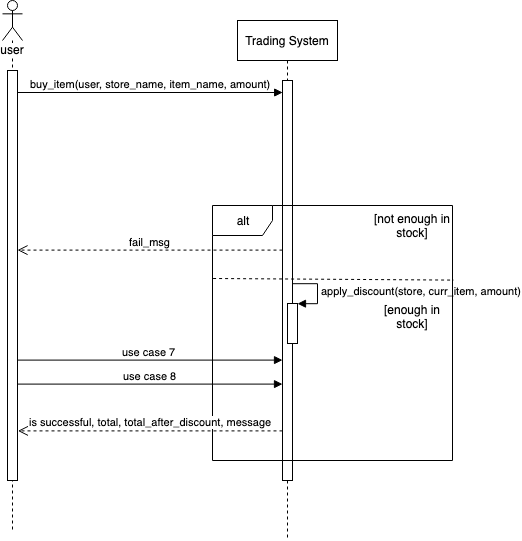 user
Trading System
buy_item(user, store_name, item_name, amount)
alt
[not enough in
stock]
fail_msg
apply_discount(store, curr_item, amount)
[enough in
stock]
use case 7
use case 8
is successful, total, total_after_discount, message